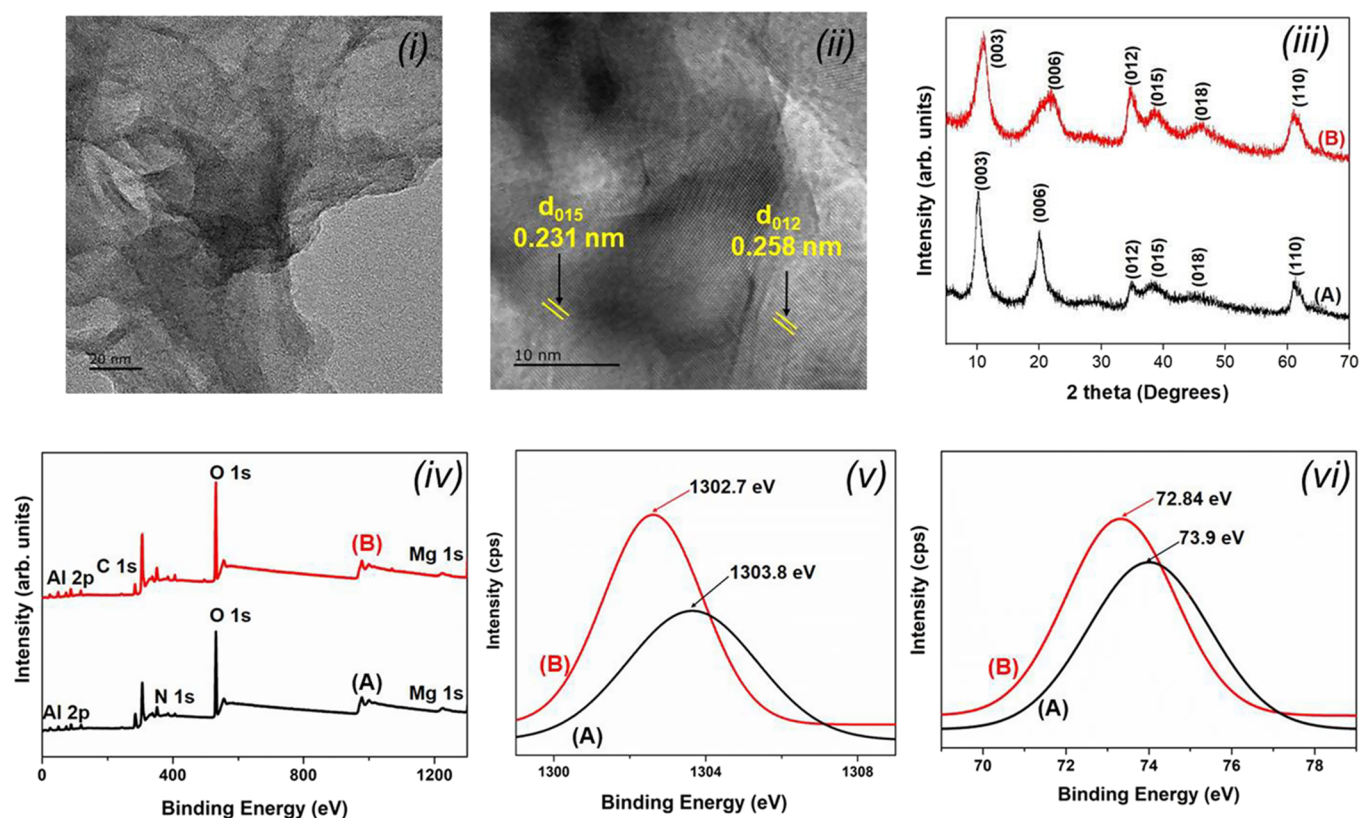 (i)
20 nm
(ii)
d015
0.231 nm
d012
0.258 nm
10 nm
(iii)
Intensity (arb. units)
(003)
(006)
(012)
(015)
(018)
(110)
(B)
(003)
(006)
(012)
(015)
(018)
(110)
(A)
10 20 30 40 50 60 70
2 theta (Degrees)
(iv)
Intensity (arb. units)
O 1s
(B)
Mg 1s
C 1s
Al 2p
O 1s
(A)
Mg 1s
N 1s
Al 2p
0 400 800 1200
Binding Energy (eV)
(v)
Intensity (cps)
1302.7 eV
1303.8 eV
(B)
(A)
1300 1304 1308
Binding Energy (eV)
(vi)
Intensity (cps)
72.84 eV
73.9 eV
(B)
(A)
70 72 74 76 78
Binding Energy (eV)